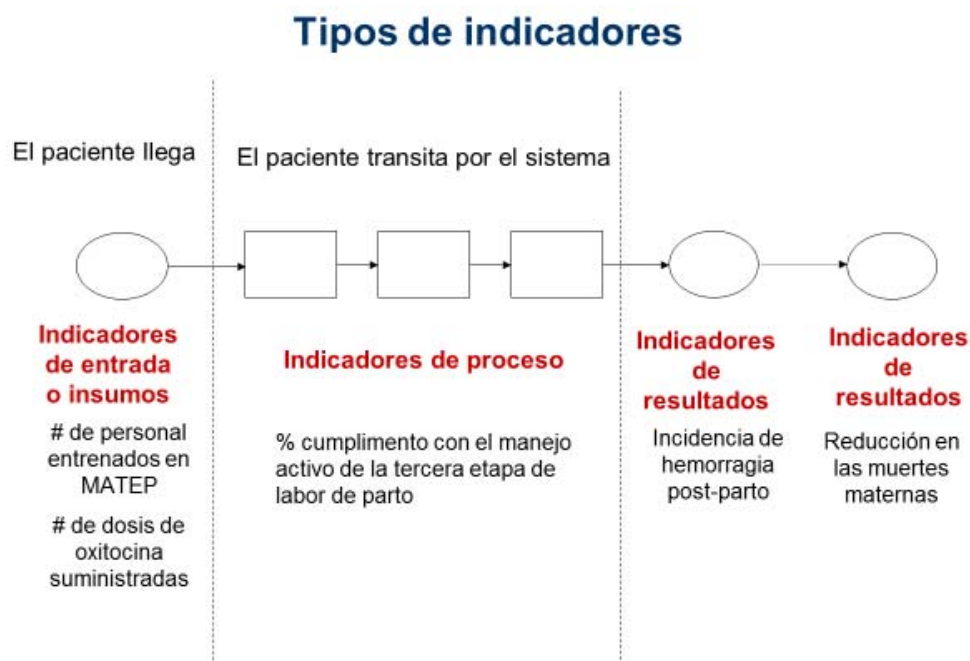 Tipos de indicadores
El paciente llega
El paciente transita por el sistema
Indicadores
de entrada
o insumos
# de personal
entrenados en
MATEP
# de dosis de
oxitocina
suministradas
Indicadores de proceso
% cumplimento con el manejo
activo de la tercera etapa de
labor de parto
Indicadores
de
resultados
Incidencia de
hemorragia
post-parto
Indicadores
de
resultados
Reducción en
las muertes
maternas